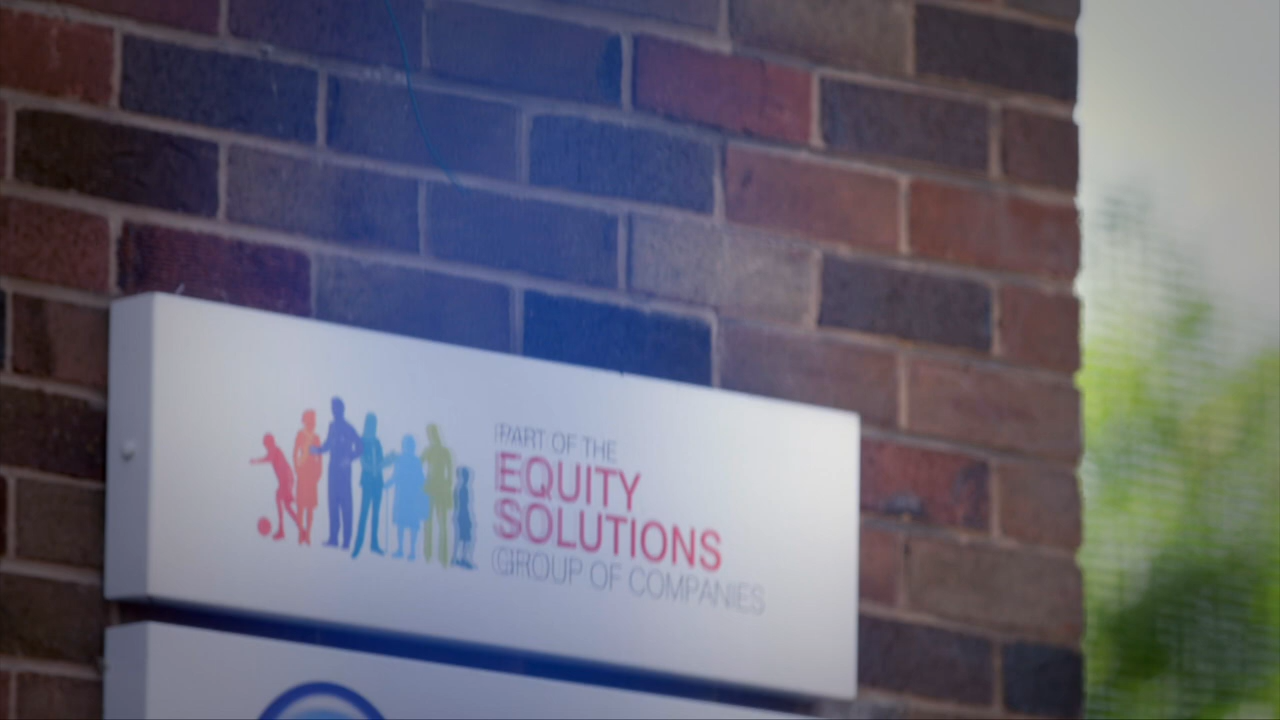 PART OF THE
EQUITY
SOLUTIONS
GROUP OF COMPANIES